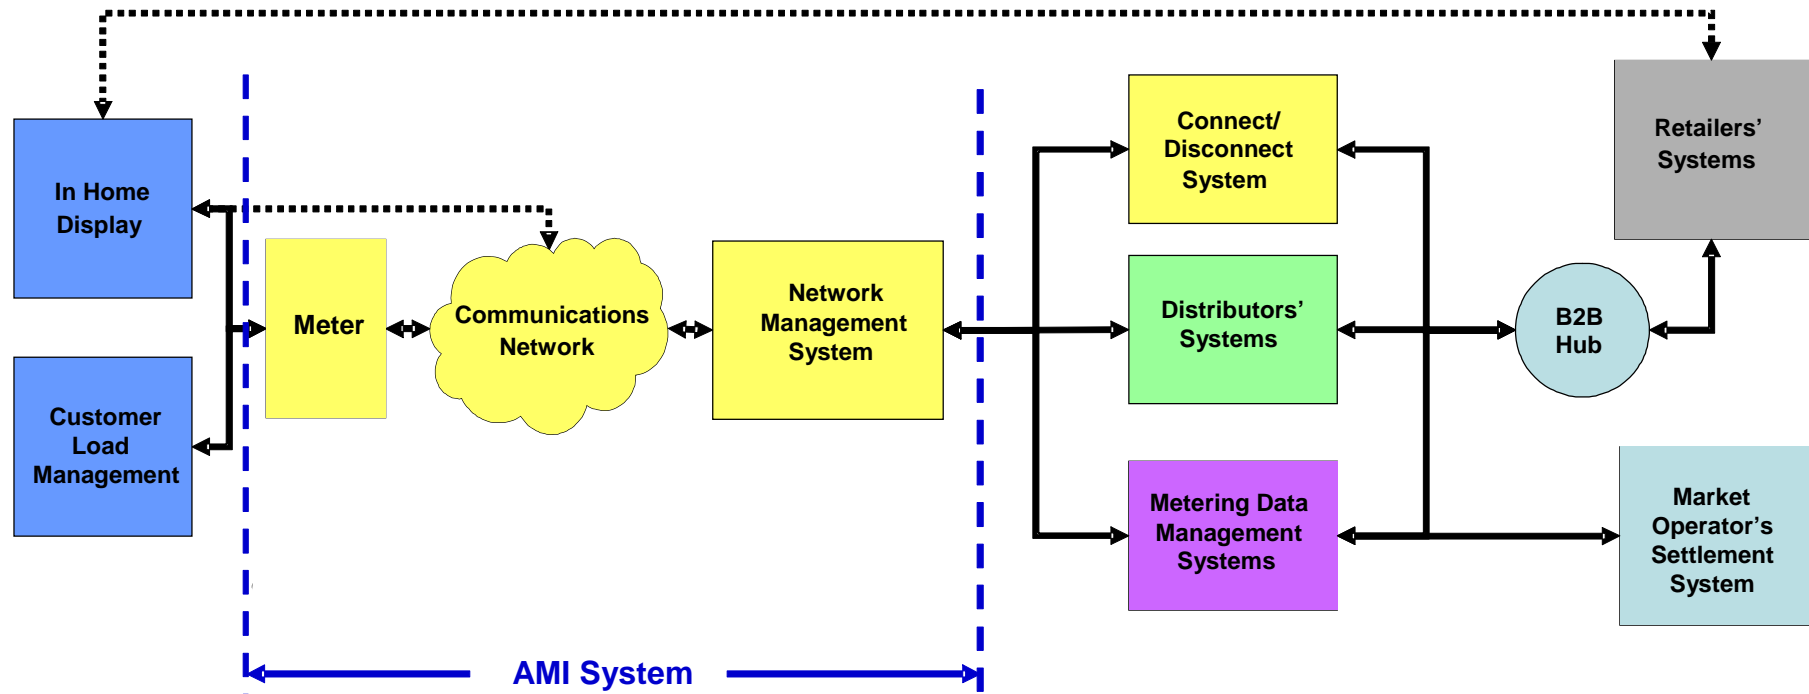 In Home
Display
Customer
Load
Management
Meter
Communications
Network
Network
Management
System
Connect/
Disconnect
System
Distributors’
Systems
Metering Data
Management
Systems
B2B
Hub
Retailers’
Systems
Market
Operator’s
Settlement
System
AMI System